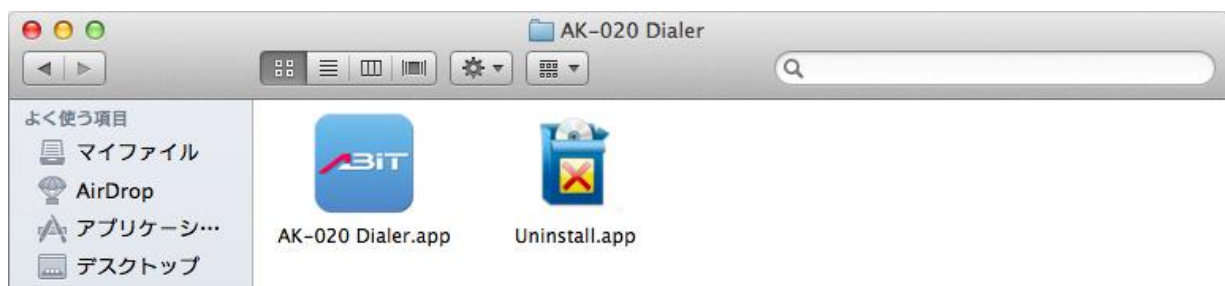 AK-020 Dialer
よく使う項目
マイファイル
AirDrop
アプリケーシ…
デスクトップ
ABiT
AK-020 Dialer.app
Uninstall.app